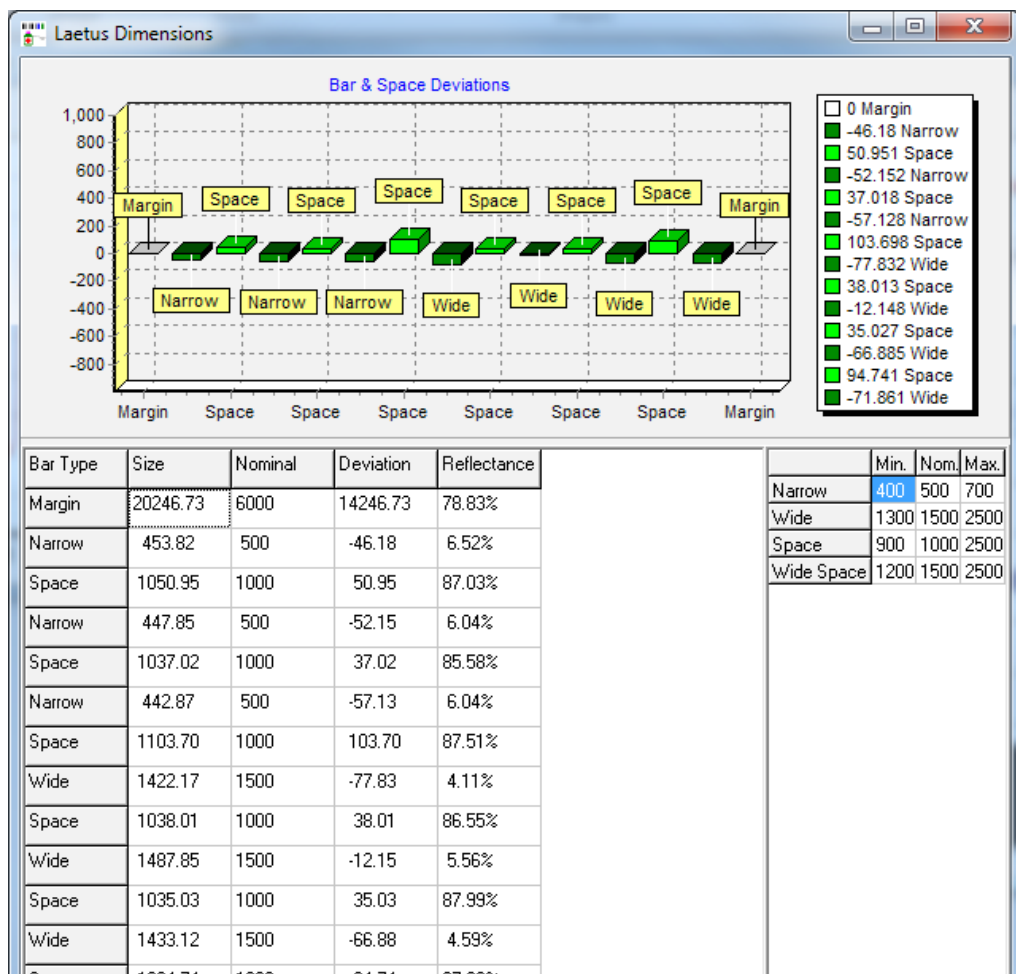 Laetus Dimensions
Bar & Space Deviations
1,000
800
600
400
200
0
-200
-400
-600
-800
Margin
Space
Space
Space
Space
Space
Space
Margin
Narrow
Narrow
Narrow
Wide
Wide
Wide
Wide
Margin Space Space Space Space Space Space Margin
0 Margin
-46.18 Narrow
50.951 Space
-52.152 Narrow
37.018 Space
-57.128 Narrow
103.698 Space
-77.832 Wide
38.013 Space
-12.148 Wide
35.027 Space
-66.885 Wide
94.741 Space
-71.861 Wide
Bar Type Size Nominal Deviation Reflectance
Margin 20246.73 6000 14246.73 78.83%
Narrow 453.82 500 -46.18 6.52%
Space 1050.95 1000 50.95 87.03%
Narrow 447.85 500 -52.15 6.04%
Space 1037.02 1000 37.02 85.58%
Narrow 442.87 500 -57.13 6.04%
Space 1103.70 1000 103.70 87.51%
Wide 1422.17 1500 -77.83 4.11%
Space 1038.01 1000 38.01 86.55%
Wide 1487.85 1500 -12.15 5.56%
Space 1035.03 1000 35.03 87.99%
Wide 1433.12 1500 -66.88 4.59%
Min. Nom. Max.
Narrow 400 500 700
Wide 1300 1500 2500
Space 900 1000 2500
Wide Space 1200 1500 2500